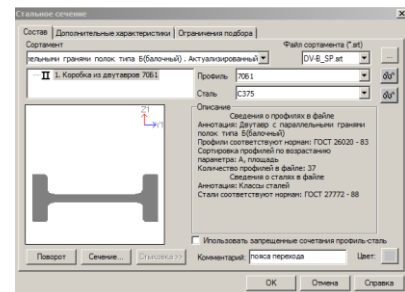 Стальное сечение
Состав Дополнительные характеристики Ограничения подбора
Сортамент
Файл сортамента (*.srt)
ельными гранями полок типа Б(балочный) . Актуализированный
DV-B_SP.srt
...
1. Коробка из двутавров 70Б1
Профиль 70Б1
Сталь С375
Описание
Сведения о профилях в файле
Аннотация: Двутавр с параллельными гранями
полок типа Б(балочный)
Профили соответствуют нормам: ГОСТ 26020 - 83
Сортировка профилей по возрастанию
параметра: A, площадь
Количество профилей в файле: 37
Сведения о сталях в файле
Аннотация: Классы сталей
Стали соответствуют нормам: ГОСТ 27772 - 88
Z1
Y1
Использовать запрещенные сочетания профиль-сталь
Поворот Сечение... Описание>>
Комментарий: пояса перехода
Цвет:
OK Отмена Справка